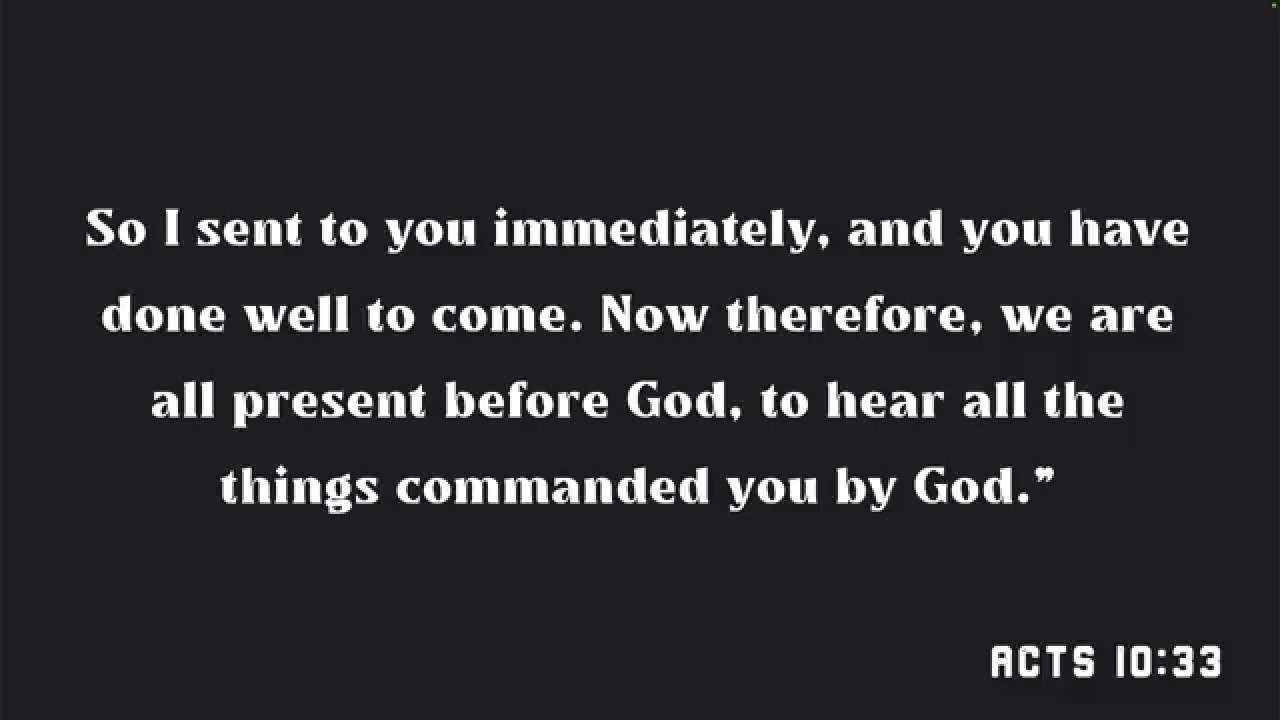 So I sent to you immediately, and you have
done well to come. Now therefore, we are
all present before God, to hear all the
things commanded you by God.”
ACTS 10:33